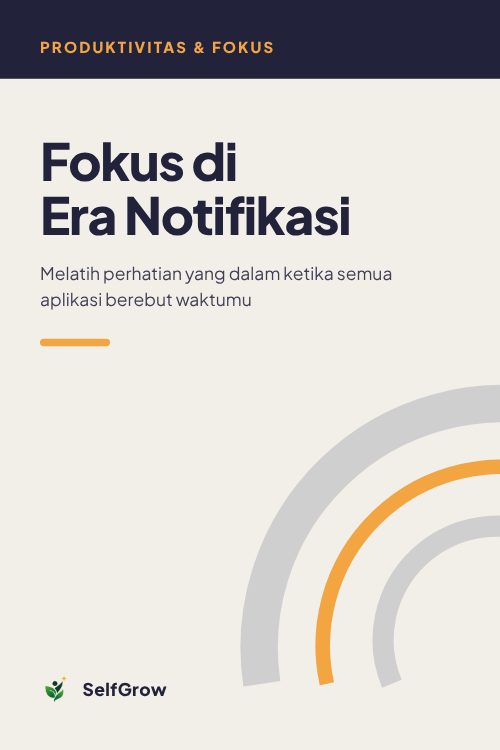 PRODUKTIVITAS & FOKUS
Fokus di
Era Notifikasi
Melatih perhatian yang dalam ketika semua
aplikasi berebut waktumu
SelfGrow